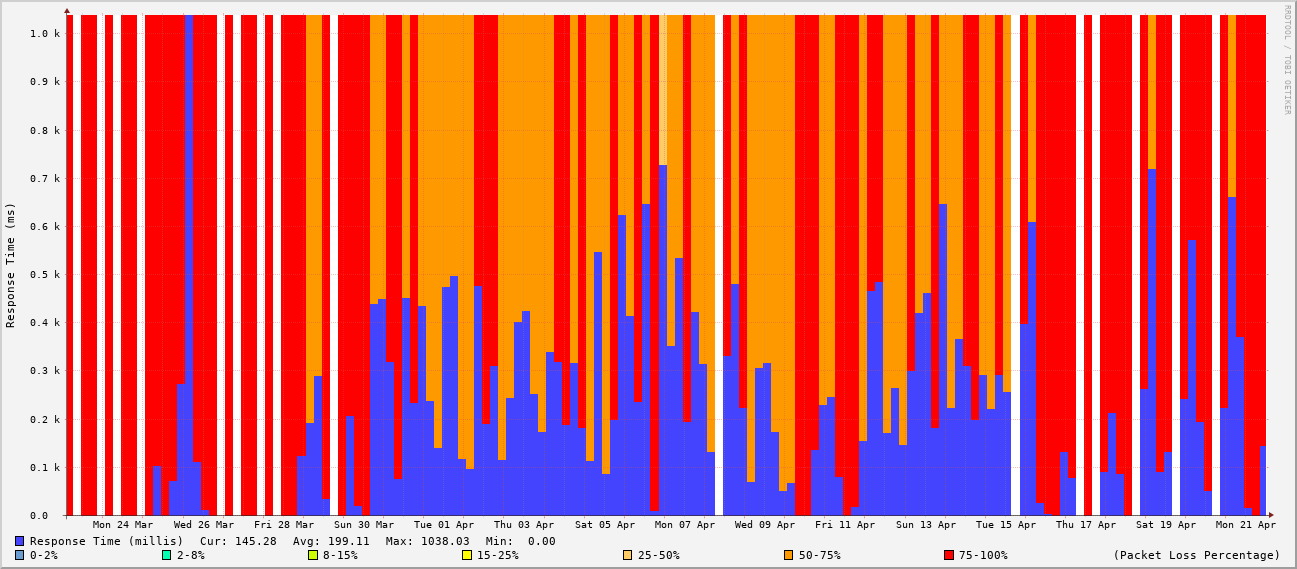 RRDTOOL / TOBI OETIKER
Response Time (ms)
1.0 k
0.9 k
0.8 k
0.7 k
0.6 k
0.5 k
0.4 k
0.3 k
0.2 k
0.1 k
0.0
Mon 24 Mar Wed 26 Mar Fri 28 Mar Sun 30 Mar Tue 01 Apr Thu 03 Apr Sat 05 Apr Mon 07 Apr Wed 09 Apr Fri 11 Apr Sun 13 Apr Tue 15 Apr Thu 17 Apr Sat 19 Apr Mon 21 Apr
Response Time (millis) Cur: 145.28 Avg: 199.11 Max: 1038.03 Min: 0.00
0-2% 2-8% 8-15% 15-25% 25-50% 50-75% 75-100% (Packet Loss Percentage)